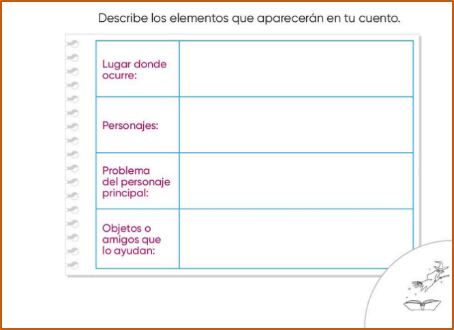 Describe los elementos que aparecerán en tu cuento.
Lugar donde
ocurre:
Personajes:
Problema
del personaje
principal:
Objetos o
amigos que
lo ayudan: